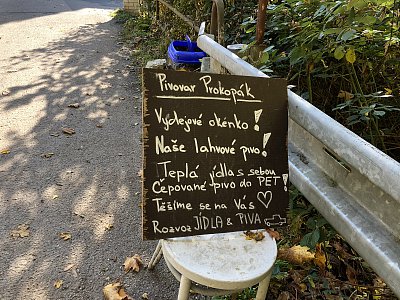 Pivovar Prokopák
Výdejové okénko!
Naše lahvové pivo!
Teplá jídla s sebou
Čepované pivo do PET!
Těšíme se na Vás
Rozvoz JÍDLA & PIVA